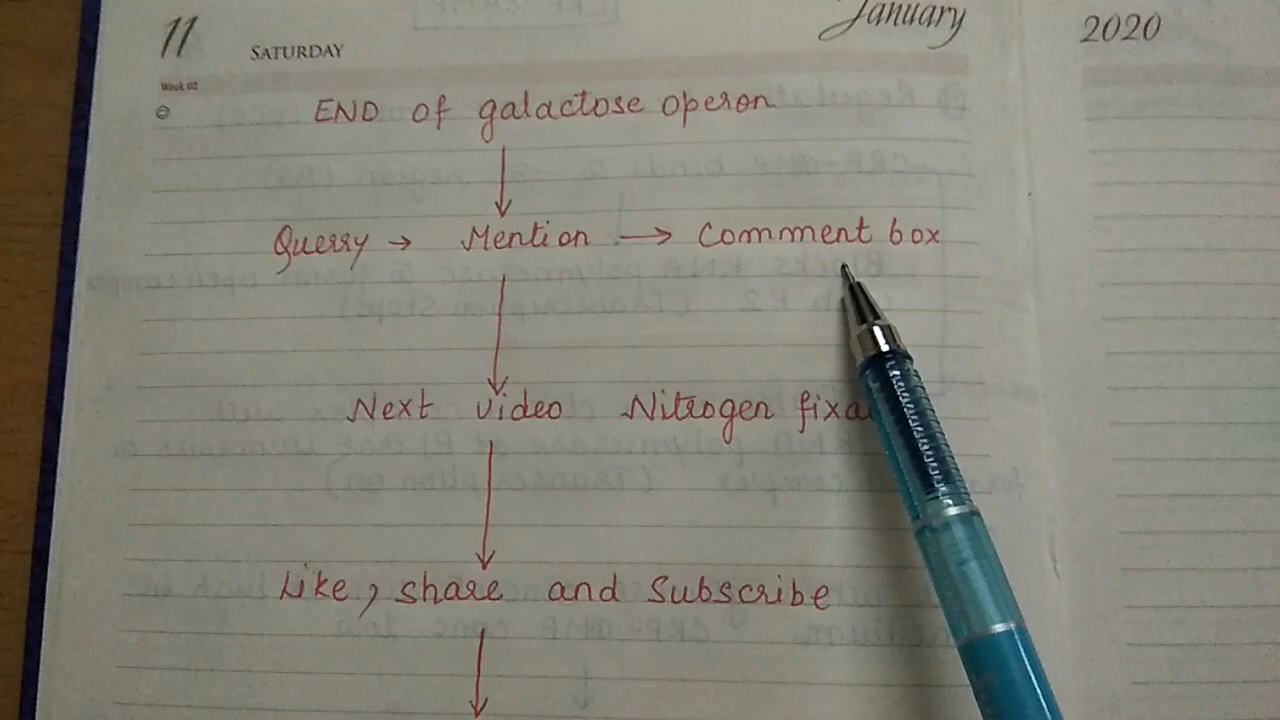 11 SATURDAY January 2020
Week 02
END of galactose operon
Querry → Mention → Comment box
Next video Nitrogen fixa
Like, share and Subscribe